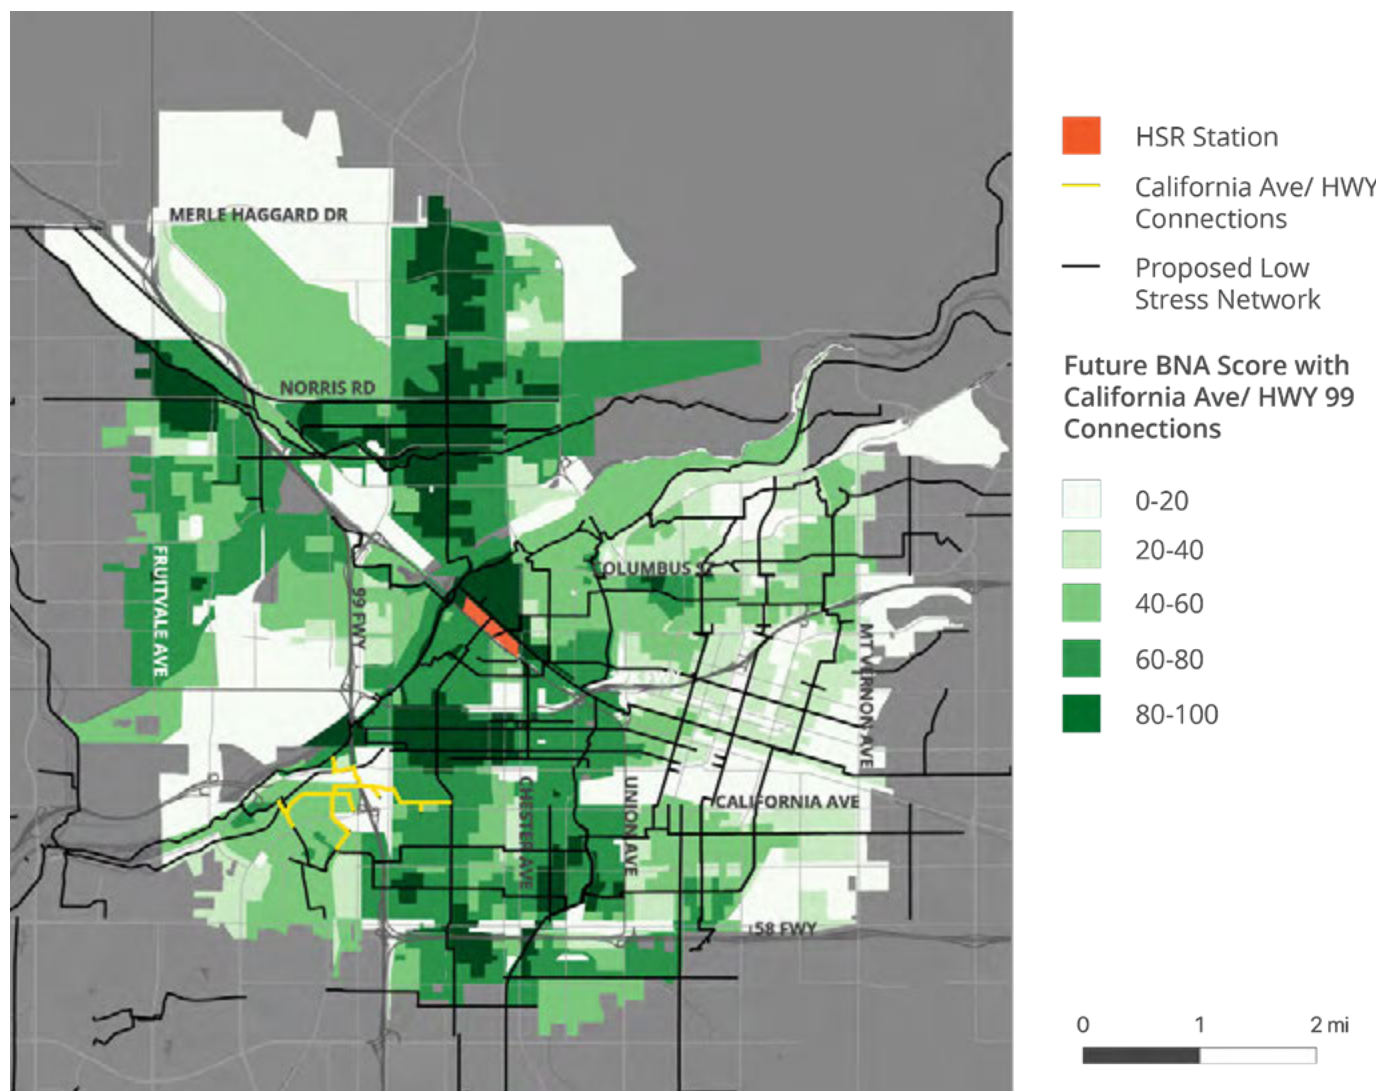 MERLE HAGGARD DR
NORRIS RD
COLUMBUS ST
FRUITVALE AVE
99 FWY
MT VERNON AVE
CHESTER AVE
UNION AVE
CALIFORNIA AVE
58 FWY
HSR Station
California Ave/ HWY
Connections
Proposed Low
Stress Network
Future BNA Score with
California Ave/ HWY 99
Connections
0-20
20-40
40-60
60-80
80-100
0 1 2 mi